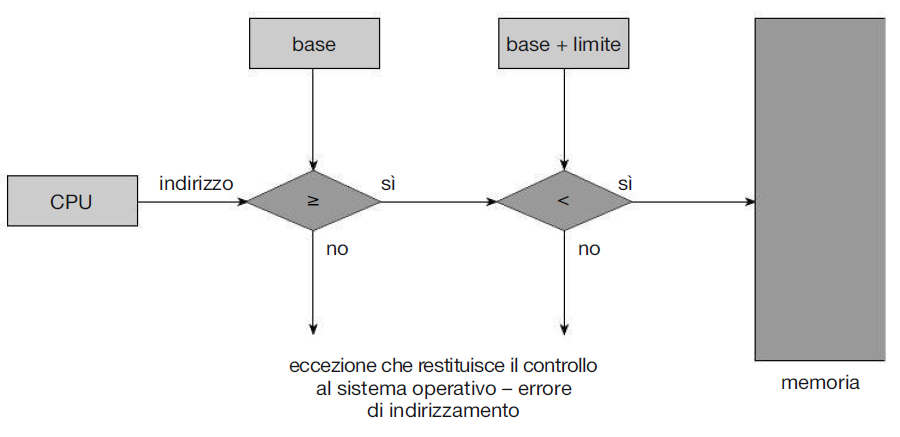 base
base + limite
CPU
indirizzo
≥
sì
<
sì
no
no
eccezione che restituisce il controllo
al sistema operativo – errore
di indirizzamento
memoria